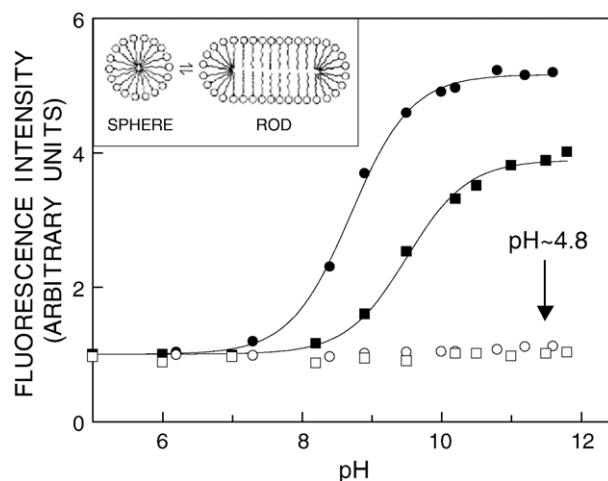 6
4
2
0
FLUORESCENCE INTENSITY
(ARBITRARY UNITS)
SPHERE
ROD
pH~4.8
6
8
10
12
pH